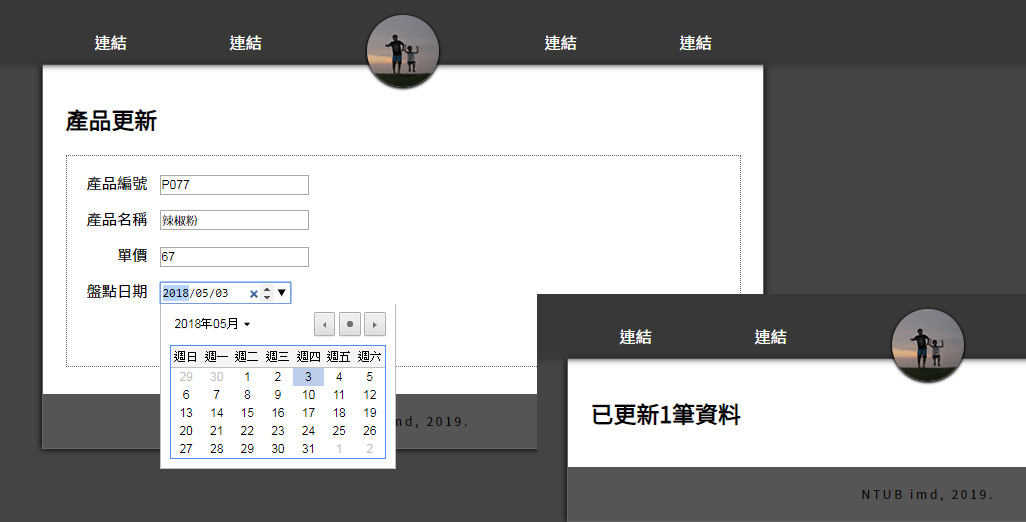 連結 連結 連結 連結
產品更新
產品編號 P077
產品名稱 辣椒粉
單價 67
盤點日期 2018/05/03
2018年05月
週日 週一 週二 週三 週四 週五 週六
29 30 1 2 3 4 5
6 7 8 9 10 11 12
13 14 15 16 17 18 19
20 21 22 23 24 25 26
27 28 29 30 31 1 2
md, 2019.
連結 連結
已更新1筆資料
NTUB imd, 2019.